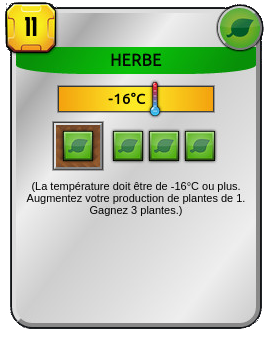 11
HERBE
-16°C
(La température doit être de -16°C ou plus.
Augmentez votre production de plantes de 1.
Gagnez 3 plantes.)